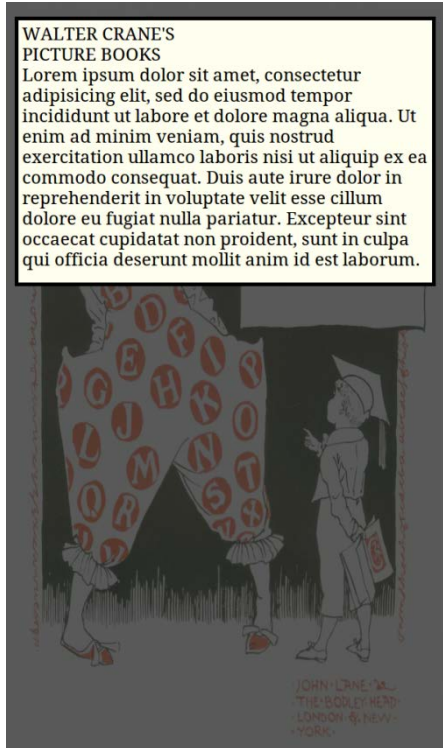 WALTER CRANE'S
PICTURE BOOKS
Lorem ipsum dolor sit amet, consectetur
adipisicing elit, sed do eiusmod tempor
incididunt ut labore et dolore magna aliqua. Ut
enim ad minim veniam, quis nostrud
exercitation ullamco laboris nisi ut aliquip ex ea
commodo consequat. Duis aute irure dolor in
reprehenderit in voluptate velit esse cillum
dolore eu fugiat nulla pariatur. Excepteur sint
occaecat cupidatat non proident, sunt in culpa
qui officia deserunt mollit anim id est laborum.
B
D F I P
E
G H K
J
L N O
M T
Q R S X
JOHN·LANE·
·THE·BODLEY·HEAD·
·LONDON·&·NEW·
·YORK·